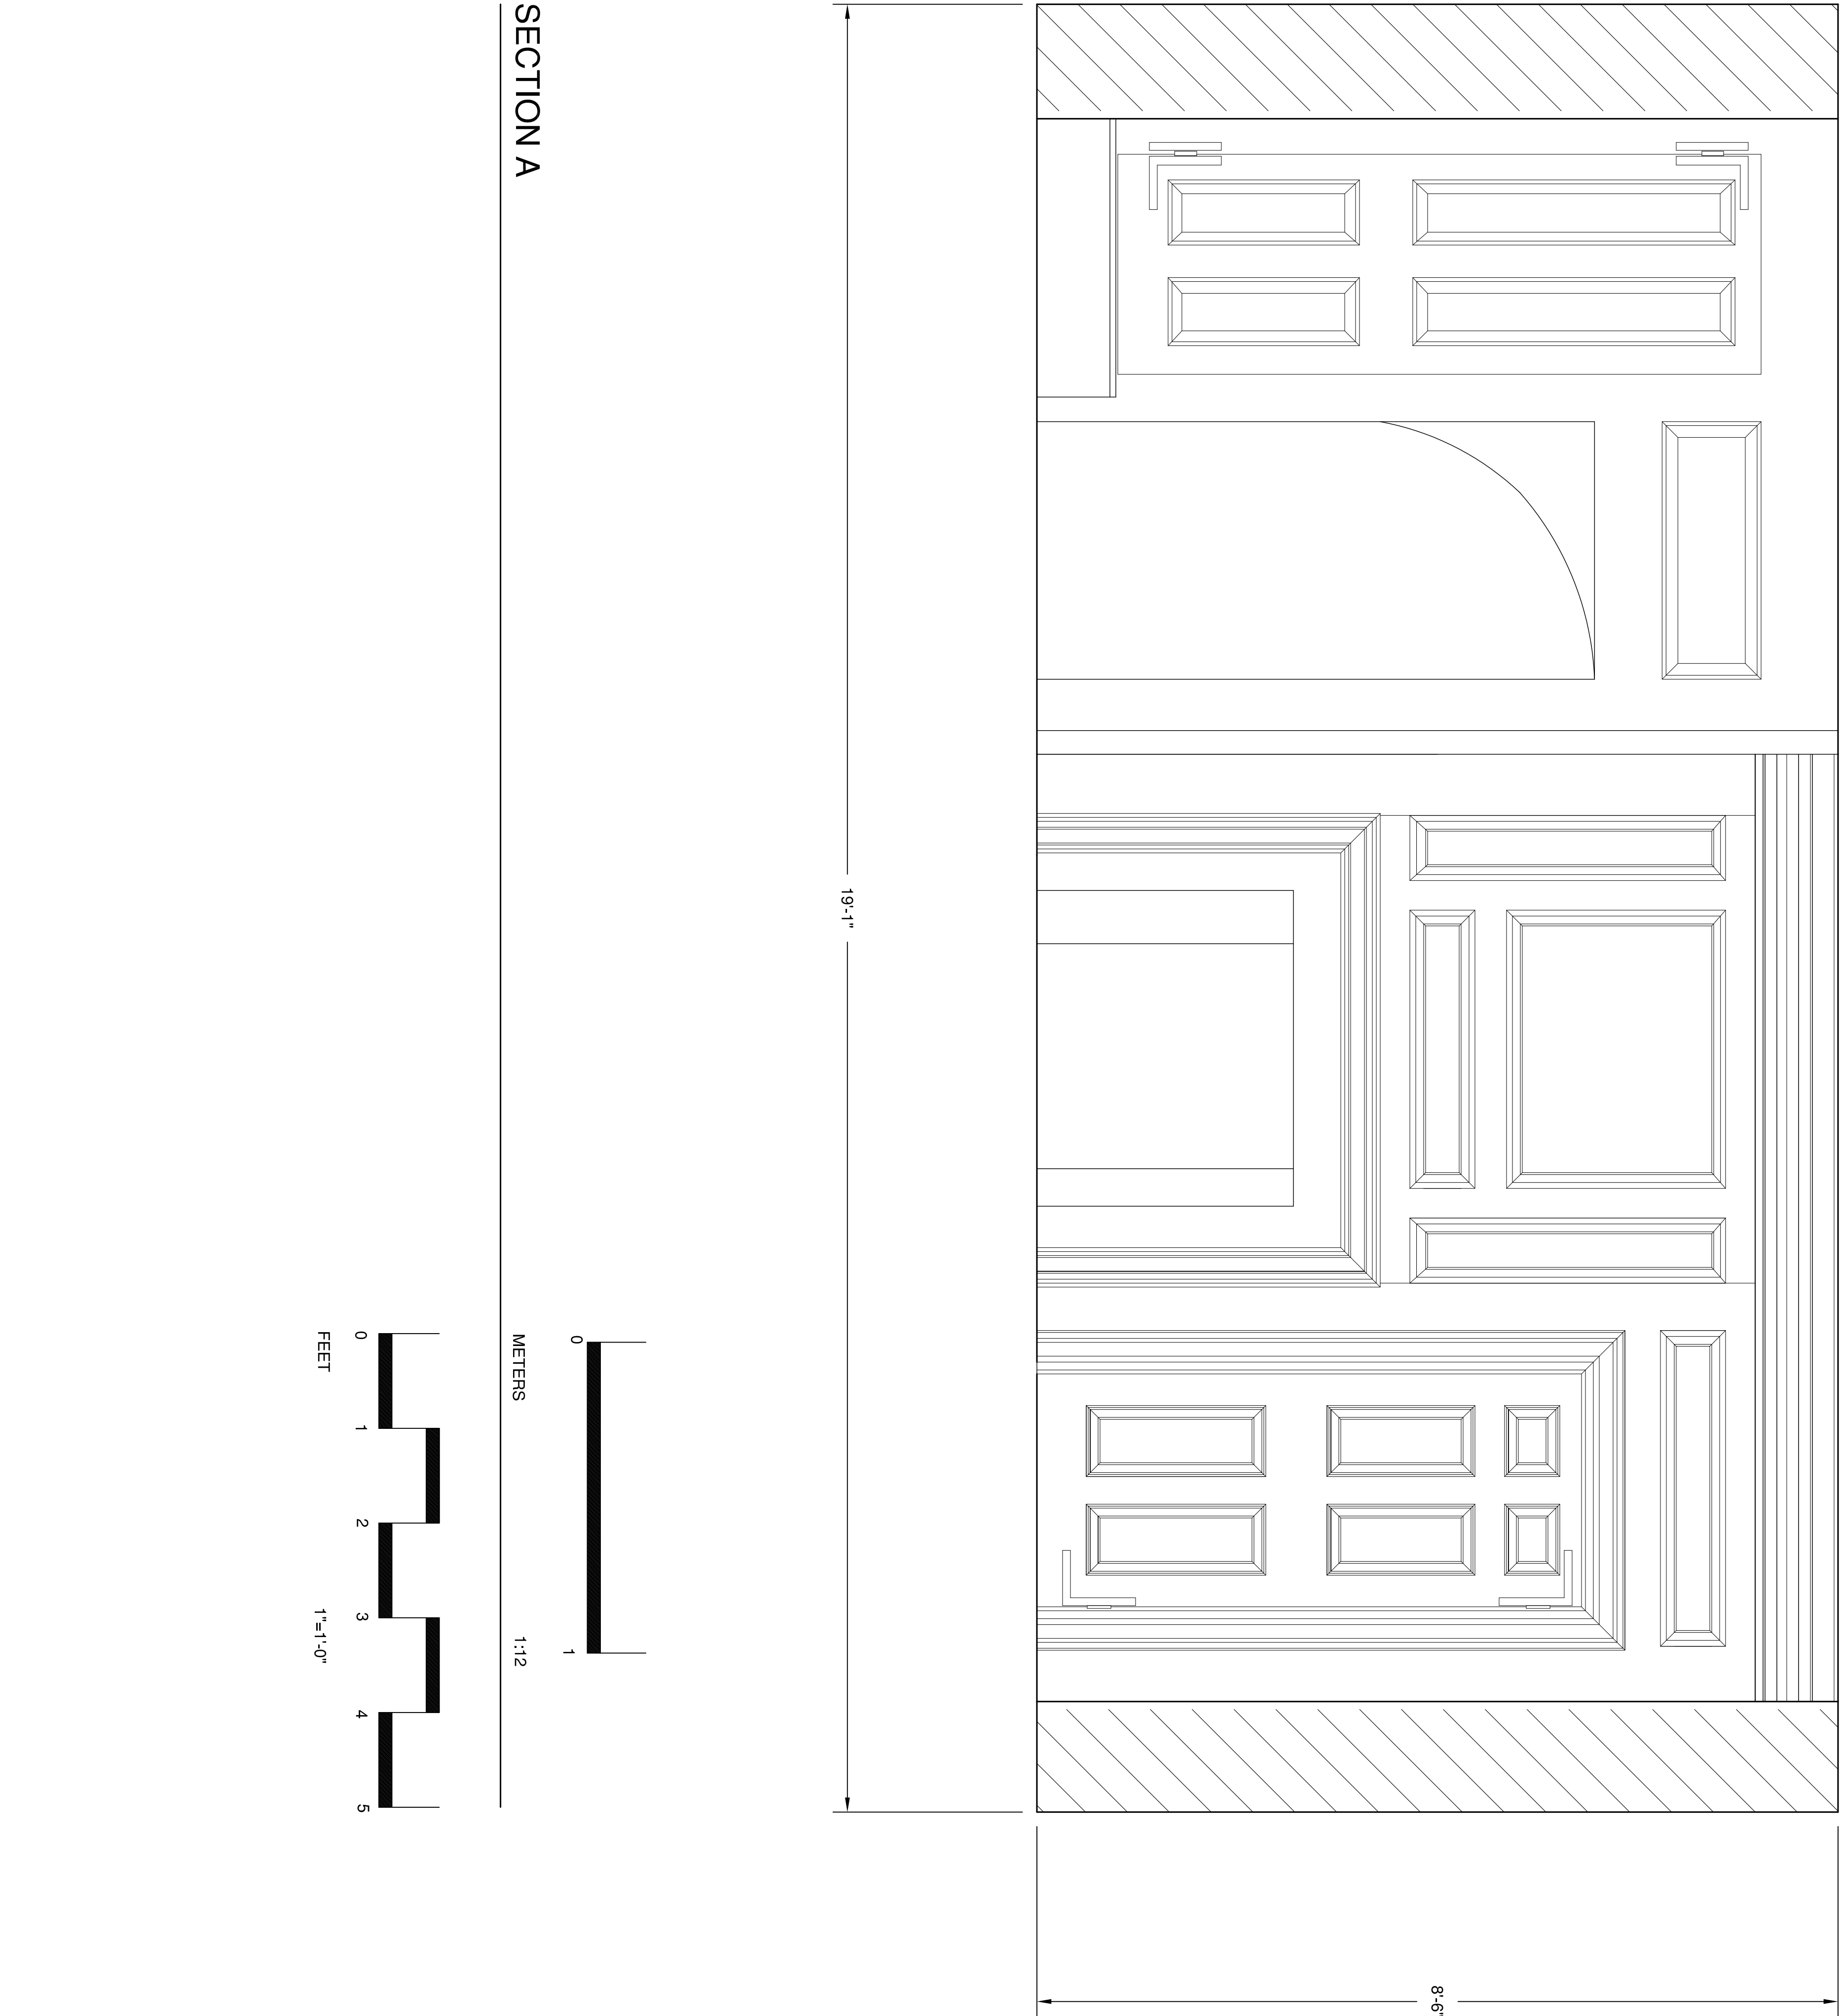 8'-6"
19'-1"
SECTION A
0 1
METERS 1:12
0 1 2 3 4 5
FEET 1"=1'-0"